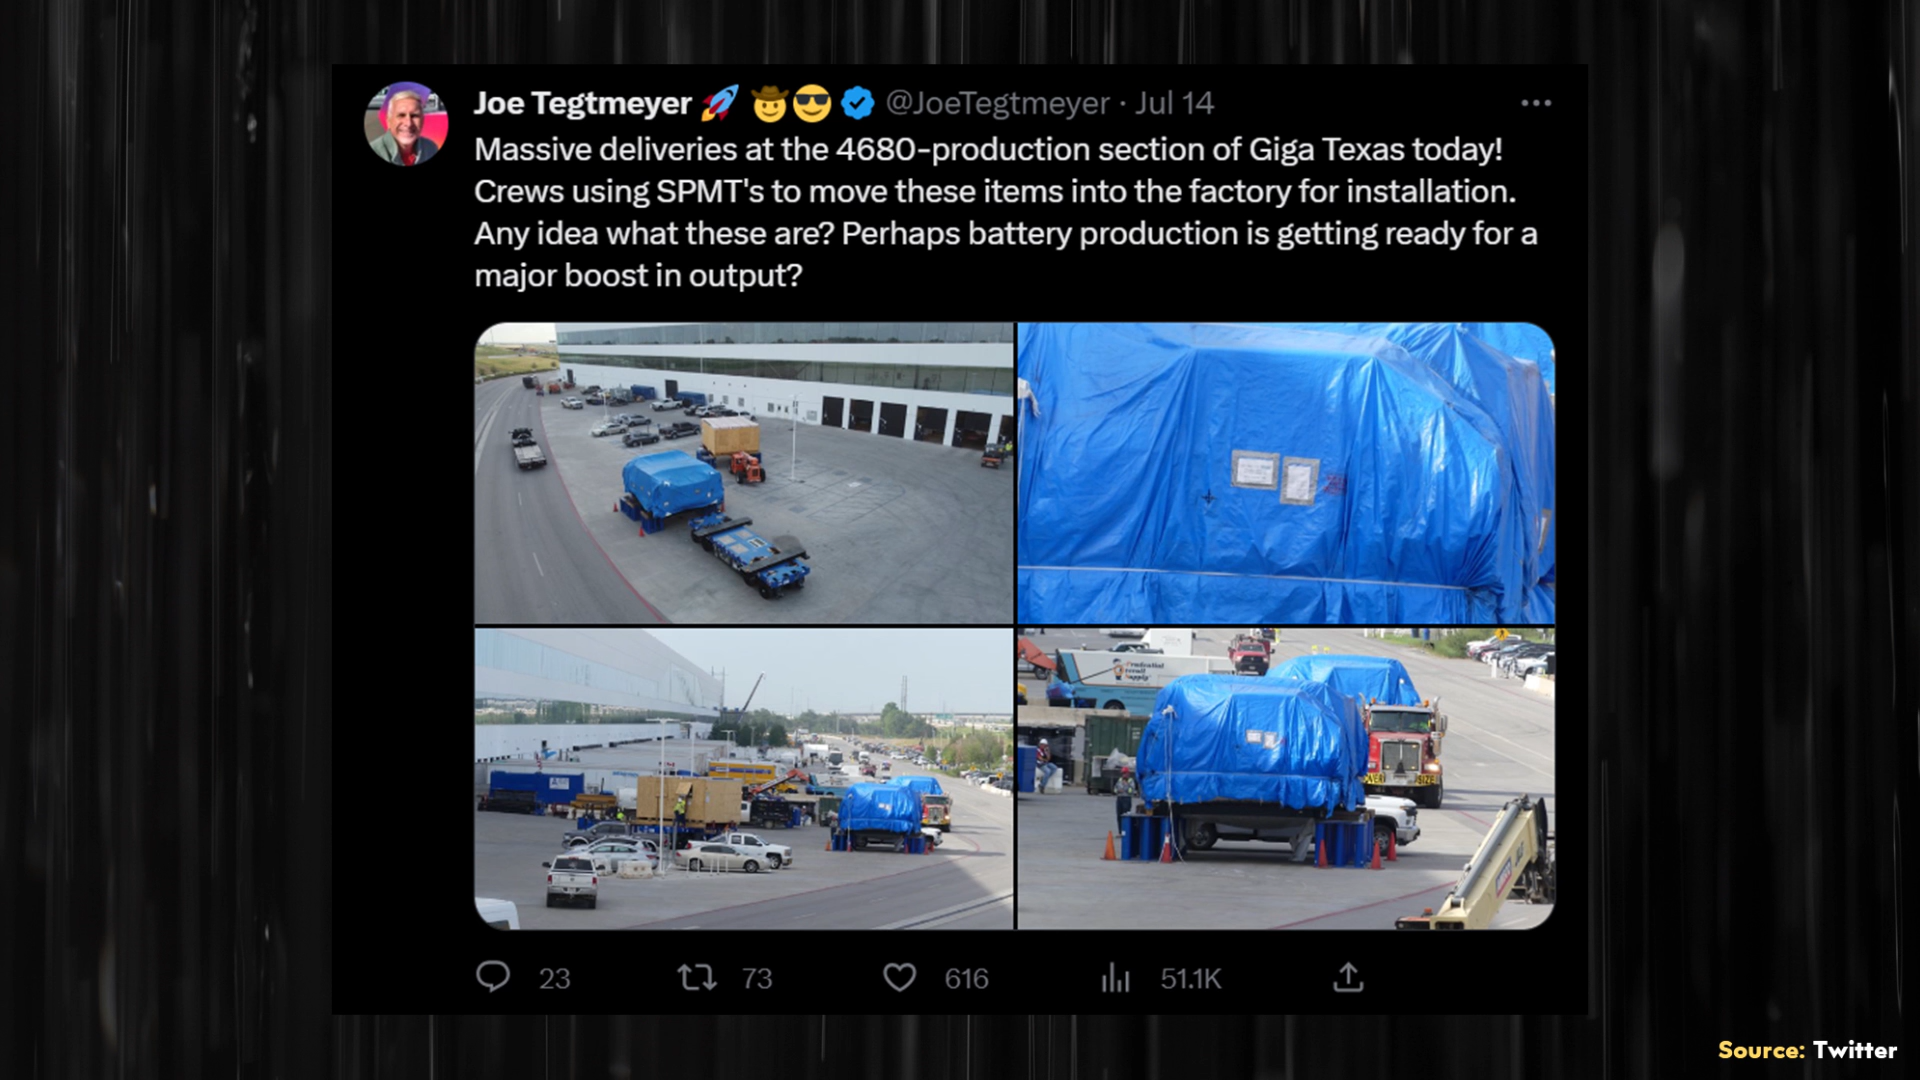 Joe Tegtmeyer 🚀 🤠😎 @JoeTegtmeyer · Jul 14
Massive deliveries at the 4680-production section of Giga Texas today!
Crews using SPMT's to move these items into the factory for installation.
Any idea what these are? Perhaps battery production is getting ready for a
major boost in output?
OVER SIZE
23 73 616 51.1K
Source: Twitter